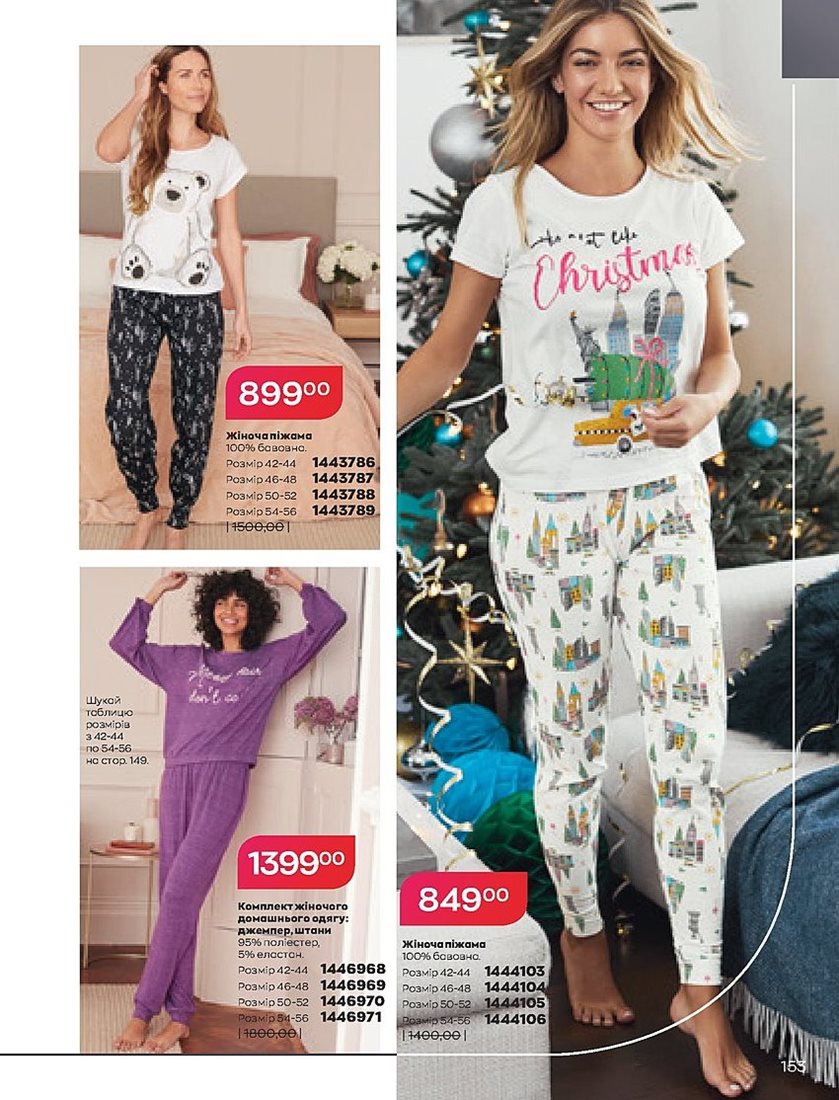 899⁰⁰
Жіноча піжама
100% бавовна.
Розмір 42-44 1443786
Розмір 46-48 1443787
Розмір 50-52 1443788
Розмір 54-56 1443789
| 1500,00 |
Шукай
таблицю
розмірів
з 42-44
по 54-56
на стор. 149.
don't
1399⁰⁰
Комплект жіночого
домашнього одягу:
джемпер, штани
95% поліестер,
5% еластан.
Розмір 42-44 1446968
Розмір 46-48 1446969
Розмір 50-52 1446970
Розмір 54-56 1446971
| 1800,00 |
a lot like
Christmas
849⁰⁰
Жіноча піжама
100% бавовна.
Розмір 42-44 1444103
Розмір 46-48 1444104
Розмір 50-52 1444105
Розмір 54-56 1444106
| 1400,00 |
153